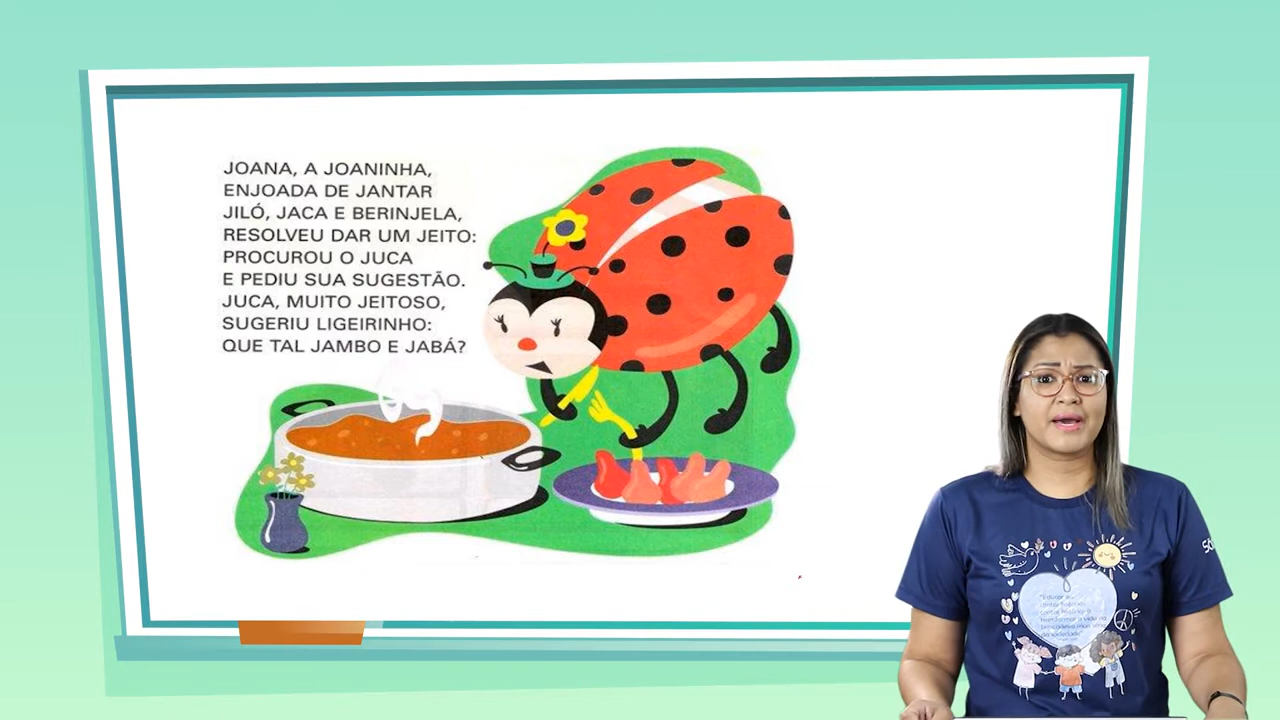 JOANA, A JOANINHA,
ENJOADA DE JANTAR
JILÓ, JACA E BERINJELA,
RESOLVEU DAR UM JEITO:
PROCUROU O JUCA
E PEDIU SUA SUGESTÃO.
JUCA, MUITO JEITOSO,
SUGERIU LIGEIRINHO:
QUE TAL JAMBO E JABÁ?